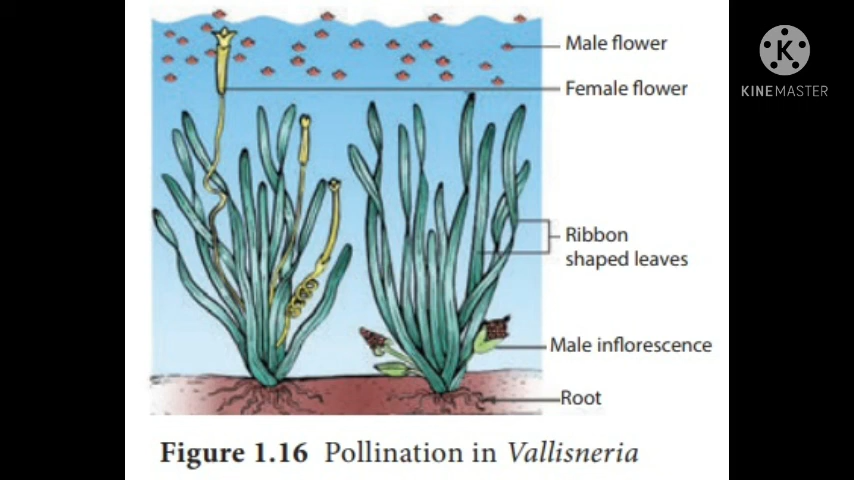 Male flower
K
KINEMASTER
Female flower
Ribbon
shaped leaves
Male inflorescence
Root
Figure 1.16 Pollination in Vallisneria